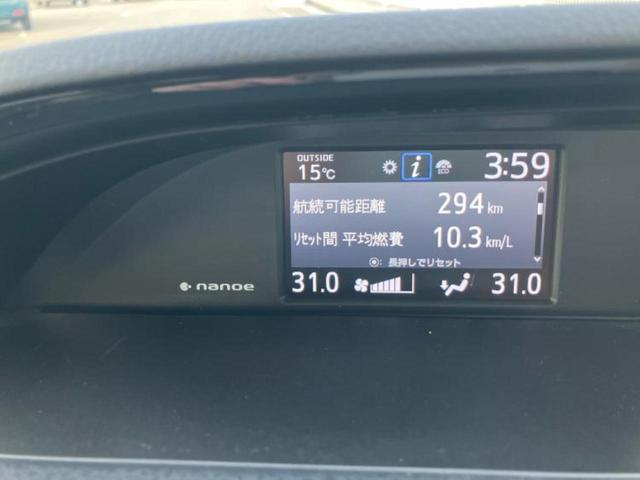 OUTSIDE
15℃
i
ECO
3:59
航続可能距離 294 km
リセット間 平均燃費 10.3 km/L
◉: 長押しでリセット
31.0
31.0
nanoe